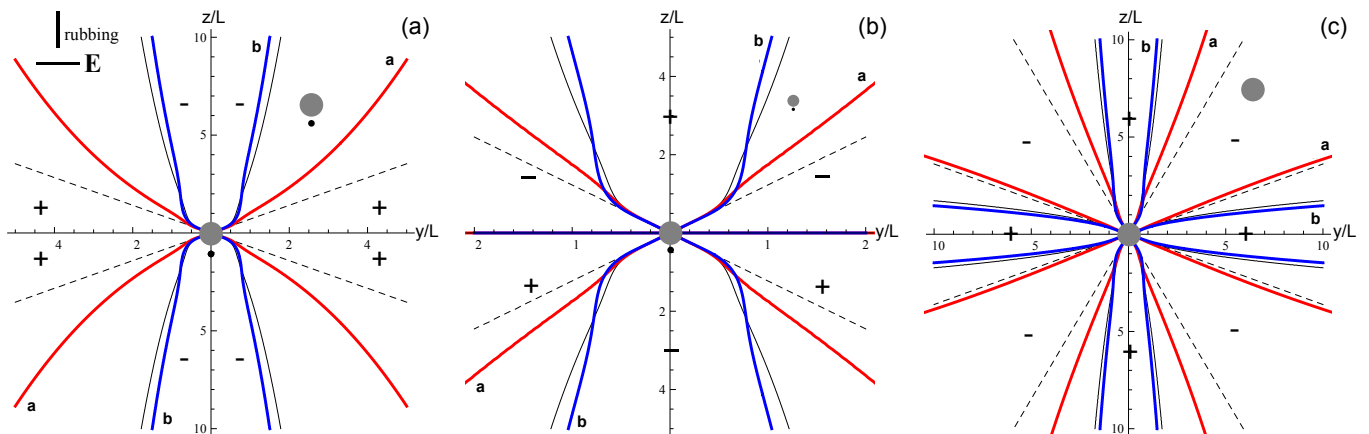 z/L (a) z/L (b) z/L (c)
rubbing
E
10 b a
b a
10 a
- -
+
+
- -
5 4 2
- -
5 b
+ + y/L
4 2 2 4
+ +
y/L
2 1 1 2
+ + y/L
10 5 5 10
5 2 5
+ +
- -
- -
-
+
a b
10
a
b
4
10